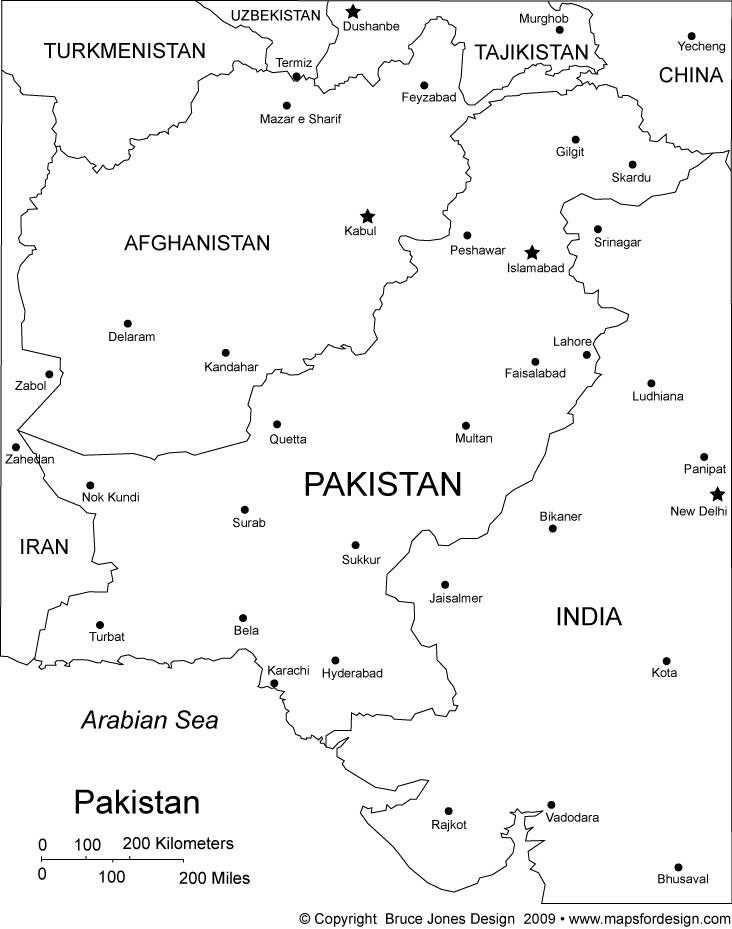 UZBEKISTAN
Dushanbe
Murghob
Yecheng
TURKMENISTAN
TAJIKISTAN
Termiz
CHINA
Feyzabad
Mazar e Sharif
Gilgit
Skardu
Kabul
AFGHANISTAN
Peshawar
Srinagar
Islamabad
Delaram
Lahore
Kandahar
Faisalabad
Zabol
Ludhiana
Quetta
Multan
Zahedan
Panipat
PAKISTAN
Nok Kundi
New Delhi
Surab
Bikaner
IRAN
Sukkur
Jaisalmer
INDIA
Turbat
Bela
Karachi
Hyderabad
Kota
Arabian Sea
Pakistan
Rajkot
Vadodara
0 100 200 Kilometers
0 100 200 Miles
Bhusaval
© Copyright Bruce Jones Design 2009 • www.mapsfordesign.com